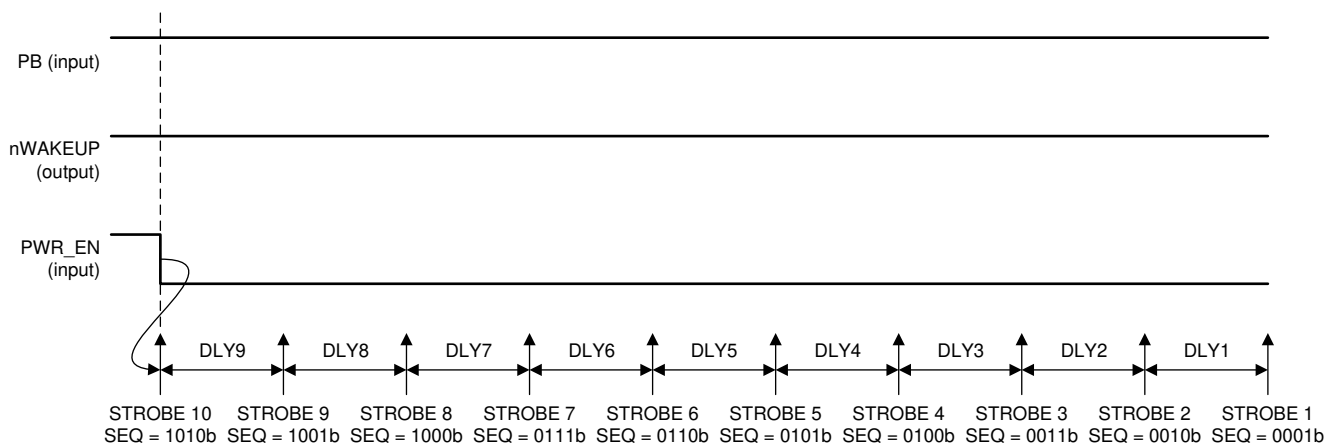 PB (input)
nWAKEUP
(output)
PWR_EN
(input)
DLY9 DLY8 DLY7 DLY6 DLY5 DLY4 DLY3 DLY2 DLY1
STROBE 10 STROBE 9 STROBE 8 STROBE 7 STROBE 6 STROBE 5 STROBE 4 STROBE 3 STROBE 2 STROBE 1
SEQ = 1010b SEQ = 1001b SEQ = 1000b SEQ = 0111b SEQ = 0110b SEQ = 0101b SEQ = 0100b SEQ = 0011b SEQ = 0010b SEQ = 0001b